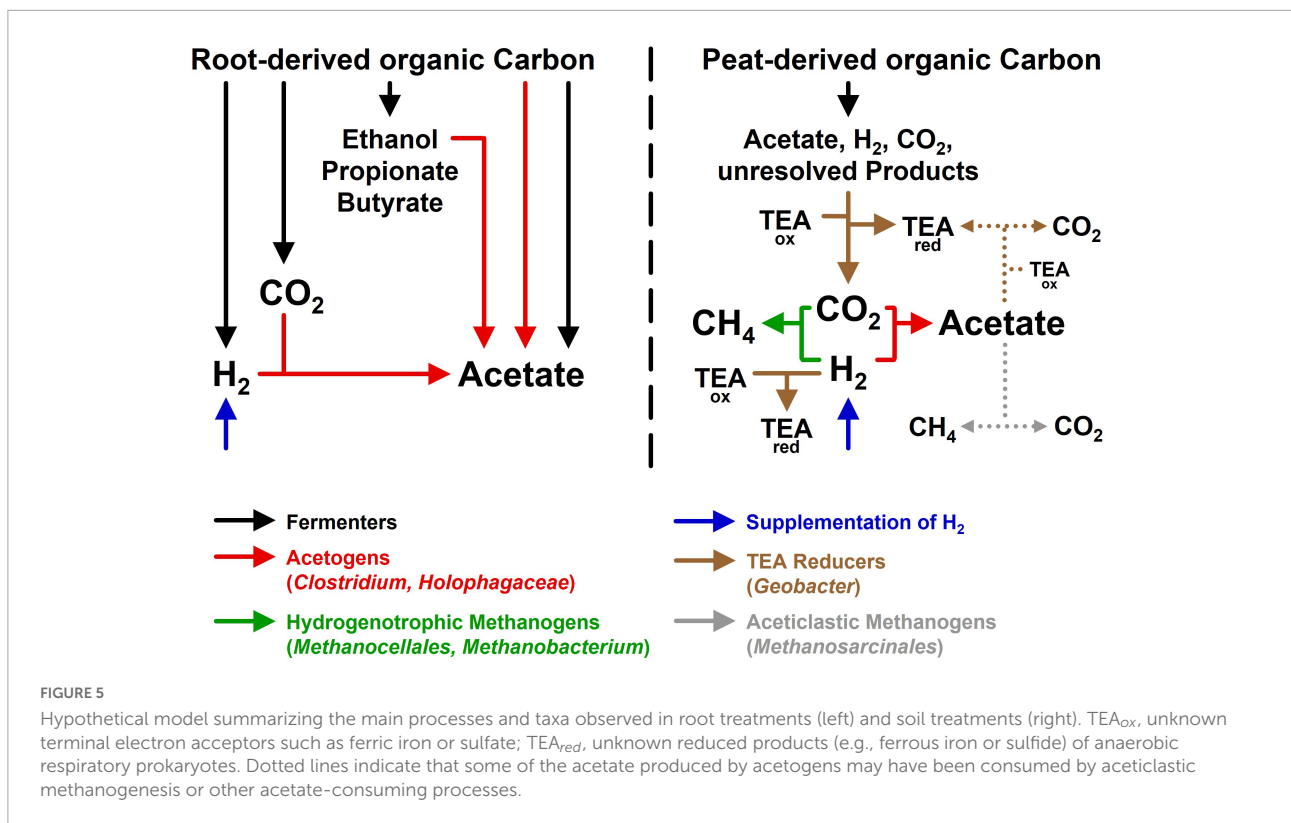 Root-derived organic Carbon
Ethanol
Propionate
Butyrate
CO₂
H₂
Acetate
Peat-derived organic Carbon
Acetate, H₂, CO₂,
unresolved Products
TEA
ox
TEA
red
CO₂
TEA
ox
CO₂
CH₄
Acetate
H₂
TEA
ox
TEA
red
CH₄
CO₂
Fermenters
Acetogens
(Clostridium, Holophagaceae)
Hydrogenotrophic Methanogens
(Methanocellales, Methanobacterium)
Supplementation of H₂
TEA Reducers
(Geobacter)
Aceticlastic Methanogens
(Methanosarcinales)
FIGURE 5
Hypothetical model summarizing the main processes and taxa observed in root treatments (left) and soil treatments (right). TEAox, unknown
terminal electron acceptors such as ferric iron or sulfate; TEAred, unknown reduced products (e.g., ferrous iron or sulfide) of anaerobic
respiratory prokaryotes. Dotted lines indicate that some of the acetate produced by acetogens may have been consumed by aceticlastic
methanogenesis or other acetate-consuming processes.